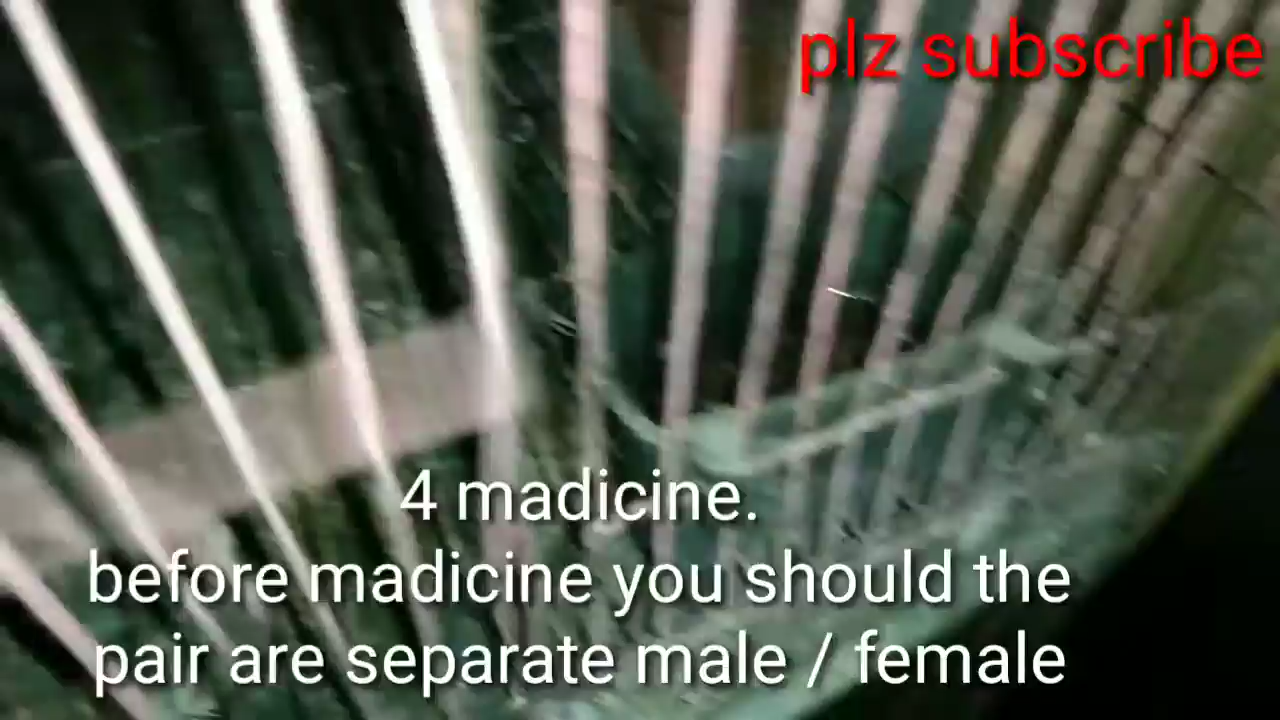 plz subscribe
4 madicine.
before madicine you should the
pair are separate male / female